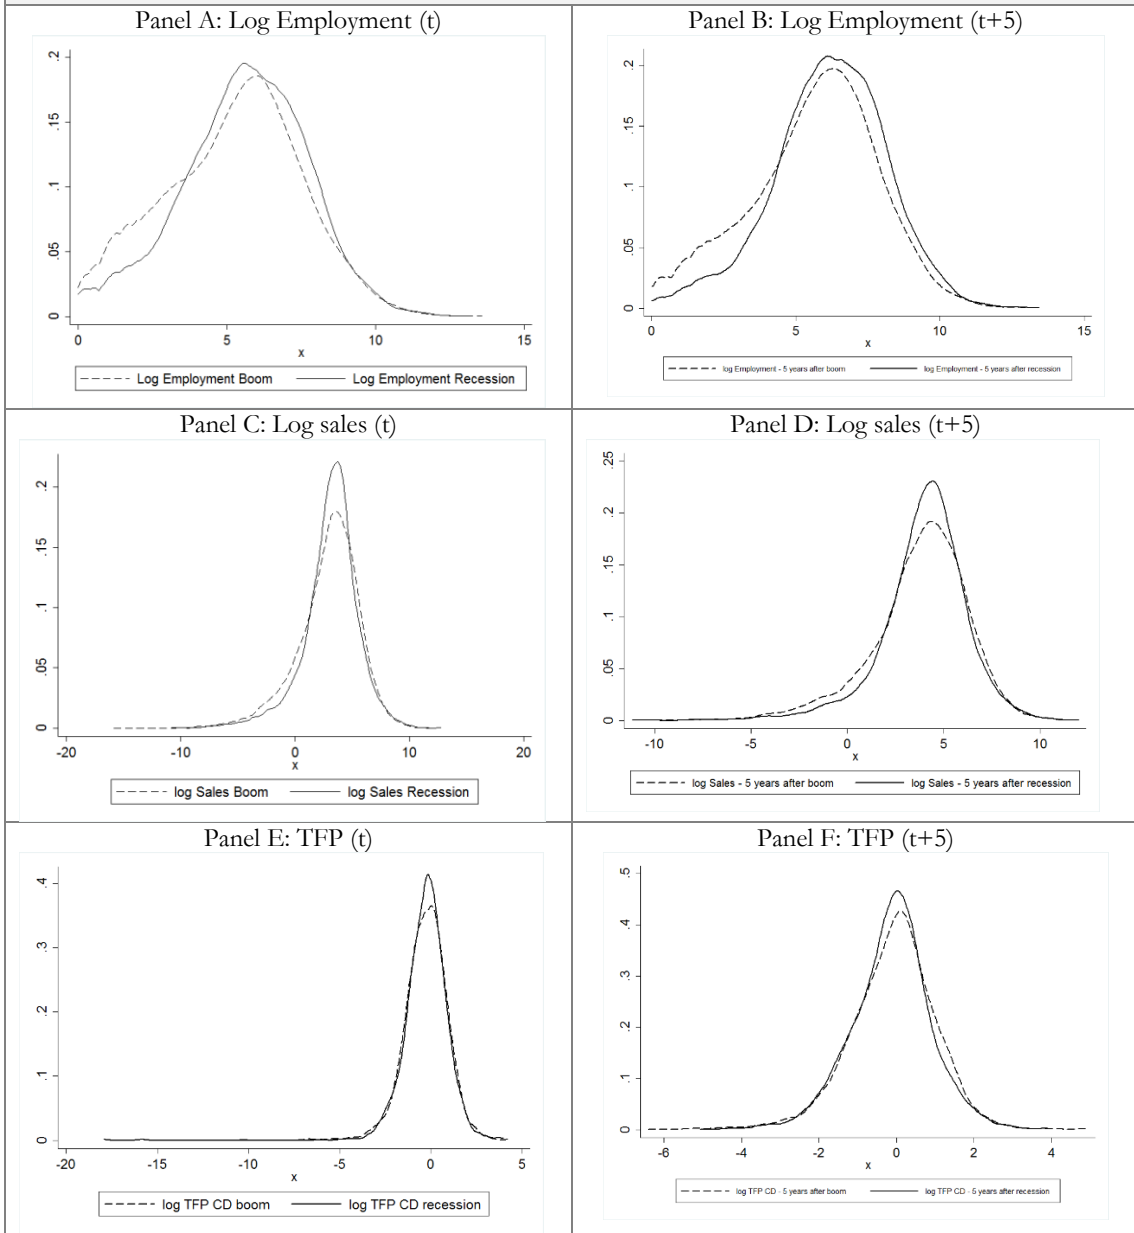 Panel A: Log Employment (t)
.2
.15
.1
.05
0
0 5 10 15
x
Log Employment Boom Log Employment Recession
Panel B: Log Employment (t+5)
.2
.15
.1
.05
0
0 5 10 15
x
log Employment - 5 years after boom log Employment - 5 years after recession
Panel C: Log sales (t)
.2
.15
.1
.05
0
-20 -10 0 10 20
x
log Sales Boom log Sales Recession
Panel D: Log sales (t+5)
.25
.2
.15
.1
.05
0
-10 -5 0 5 10
x
log Sales - 5 years after boom log Sales - 5 years after recession
Panel E: TFP (t)
.4
.3
.2
.1
0
-20 -15 -10 -5 0 5
x
log TFP CD boom log TFP CD recession
Panel F: TFP (t+5)
.5
.4
.3
.2
.1
0
-6 -4 -2 0 2 4
x
log TFP CD - 5 years after boom log TFP CD - 5 years after recession